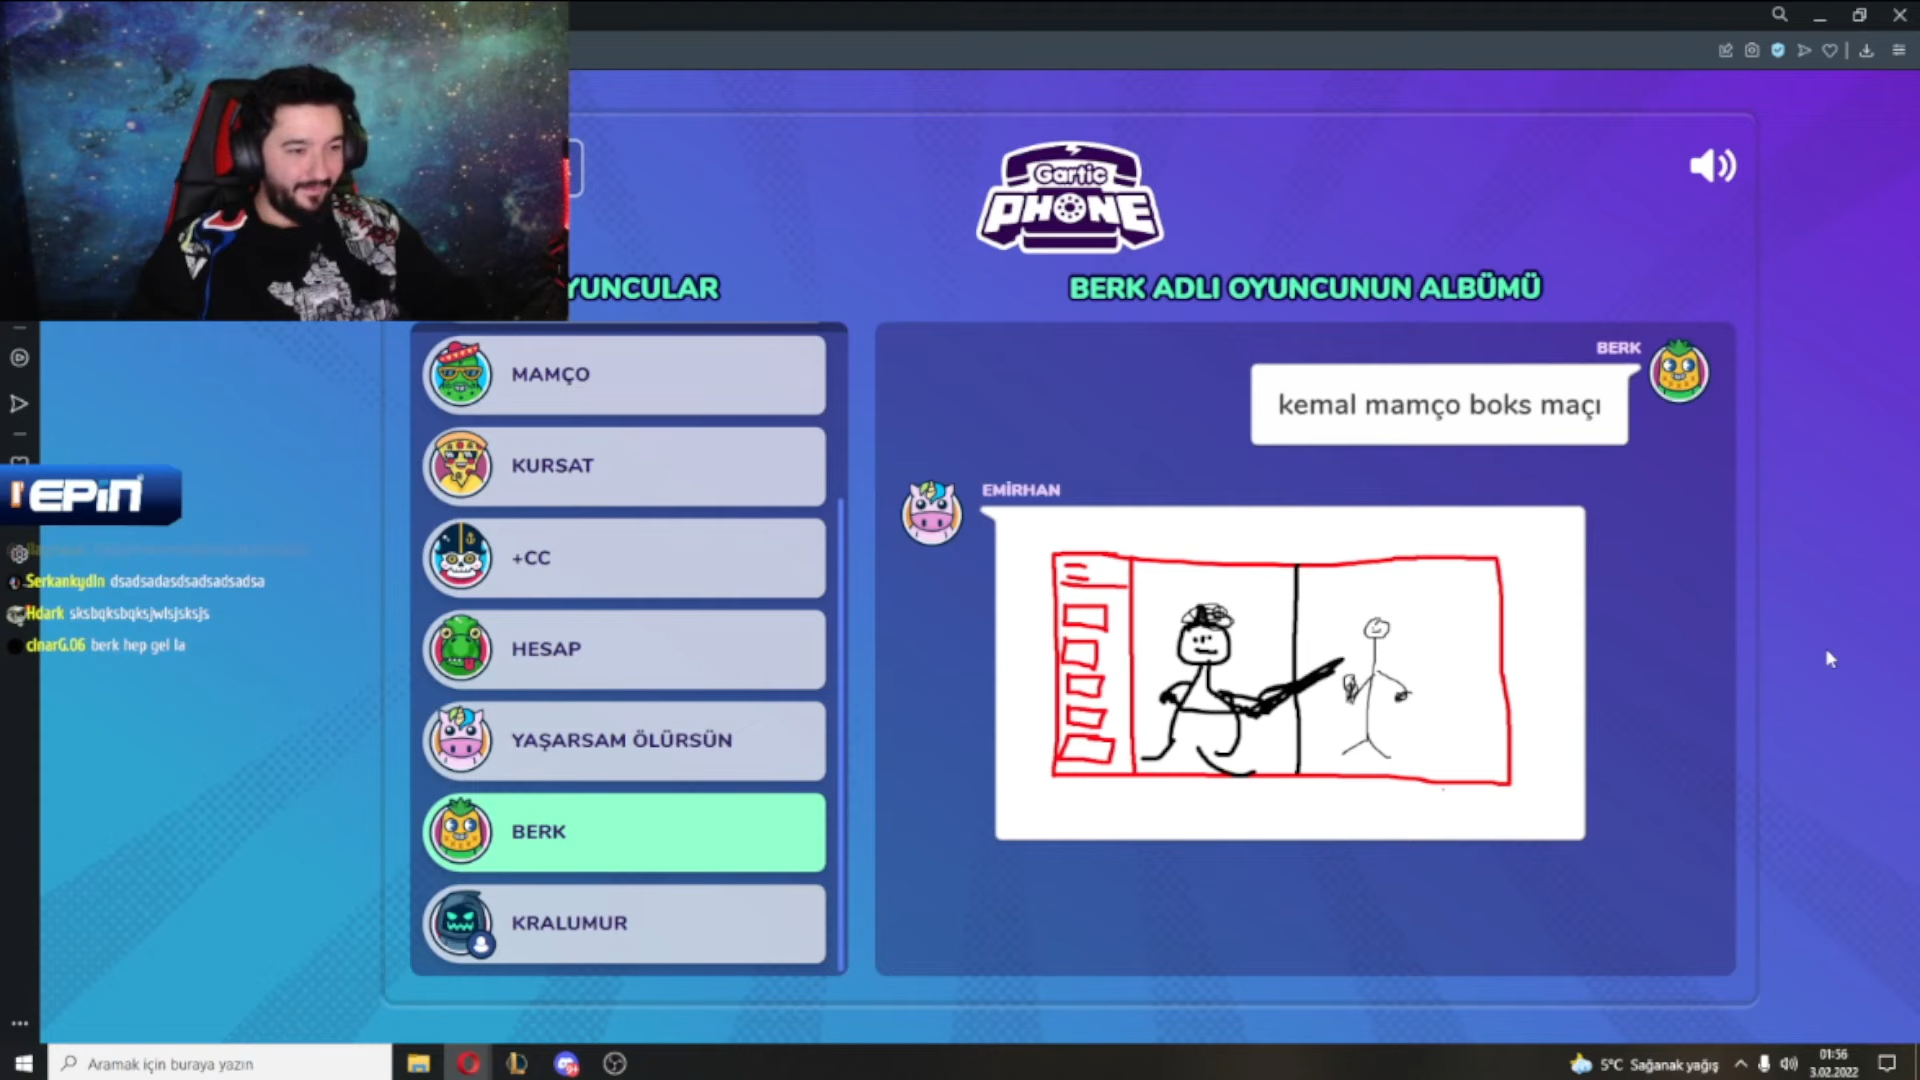 Gartic
PHONE
YUNCULAR
BERK ADLI OYUNCUNUN ALBÜMÜ
MAMÇO
KURSAT
+CC
HESAP
YAŞARSAM ÖLÜRSÜN
BERK
KRALUMUR
BERK
kemal mamço boks maçı
EMİRHAN
EPiN
Serkankydln dsadsadasdsadsadsadsa
Hdark sksbqksbqksjwlsjsksjs
clnarG.06 berk hep gel la
Aramak için buraya yazın
5°C Sağanak yağış
01:56
3.02.2022